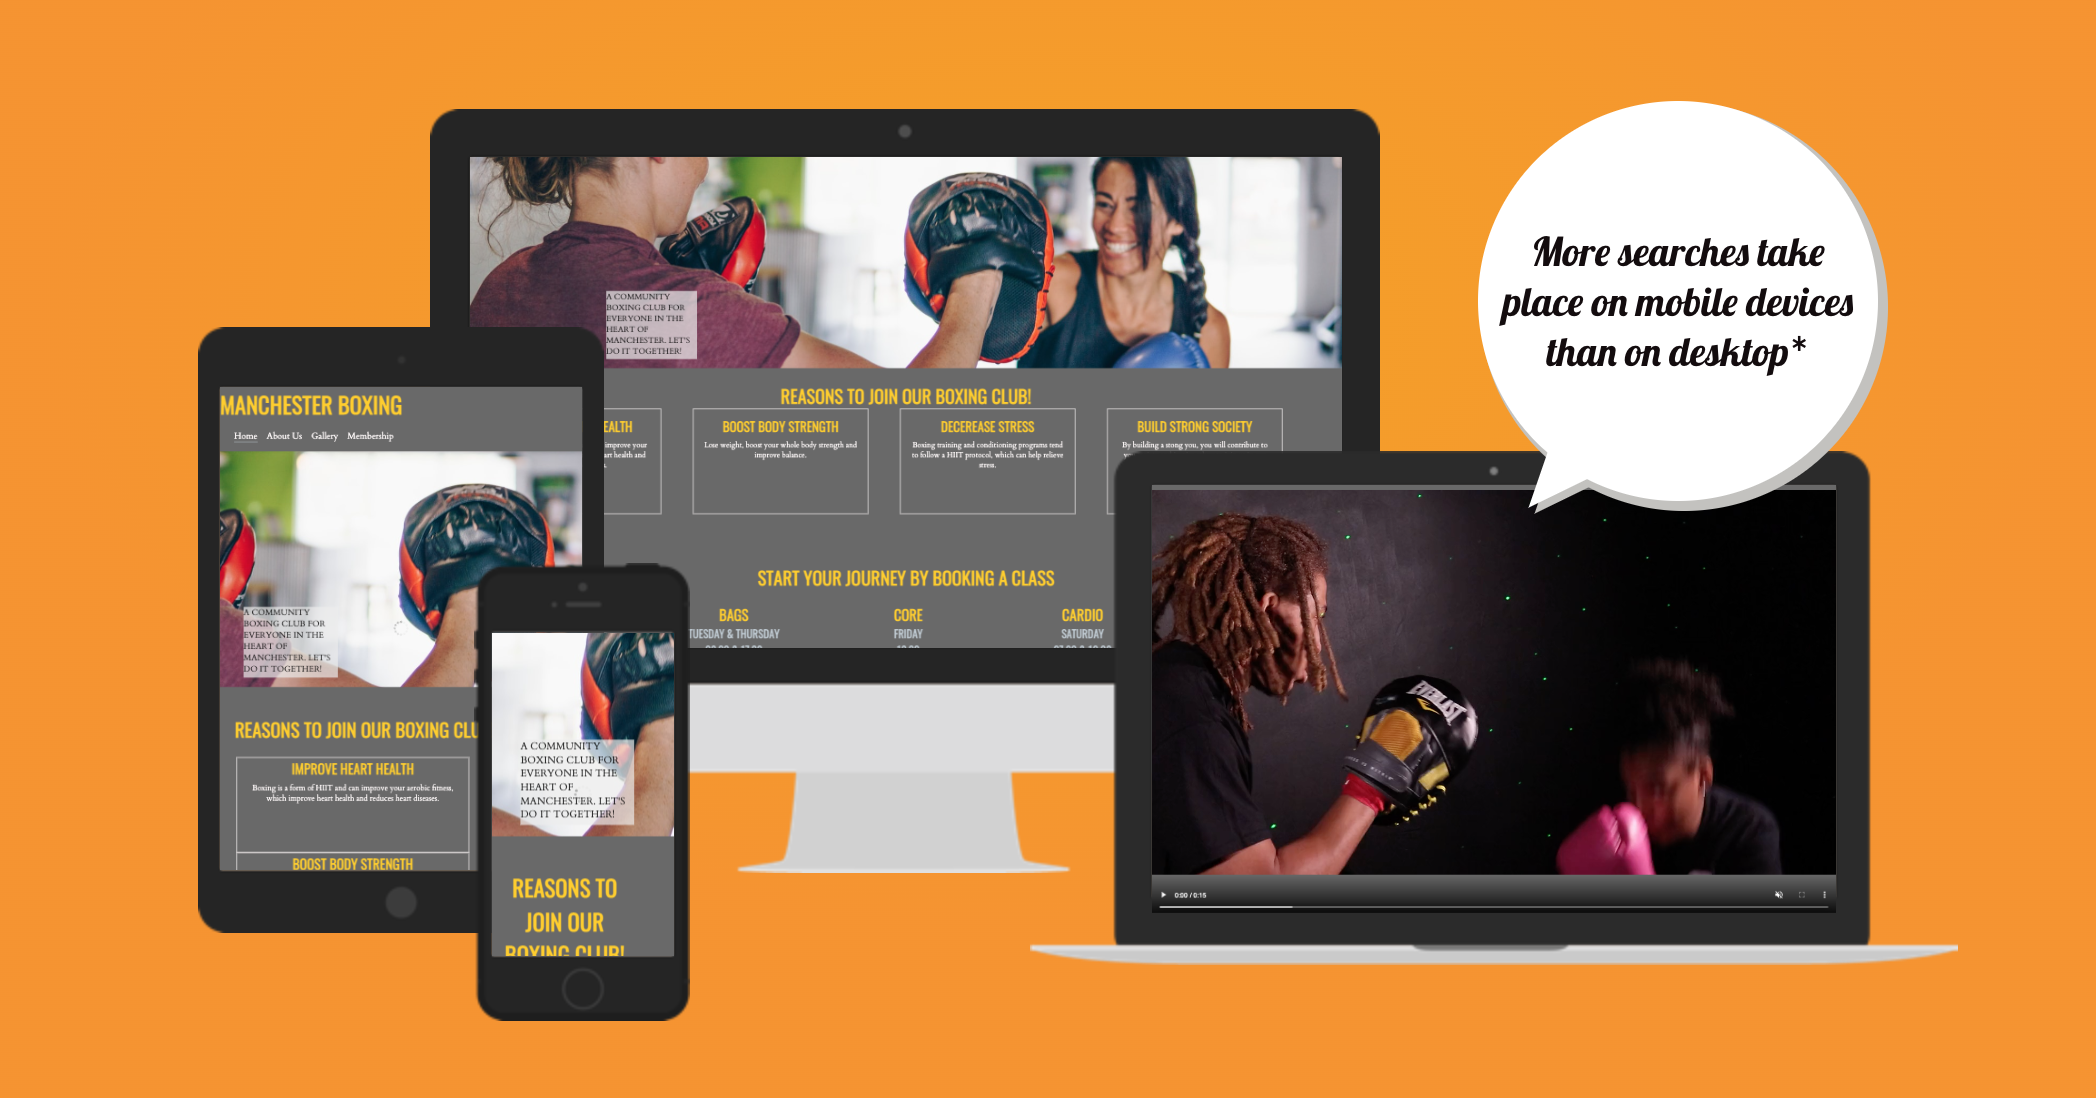 More searches take
place on mobile devices
than on desktop*
A COMMUNITY
BOXING CLUB FOR
EVERYONE IN THE
HEART OF
MANCHESTER. LET'S
DO IT TOGETHER!
REASONS TO JOIN OUR BOXING CLUB!
EALTH
improve your
art health and
s.
BOOST BODY STRENGTH
Lose weight, boost your whole body strength and
improve balance.
DECEREASE STRESS
Boxing training and conditioning programs tend
to follow a HIIT protocol, which can help relieve
stress.
BUILD STRONG SOCIETY
By building a stong you, you will contribute to
START YOUR JOURNEY BY BOOKING A CLASS
BAGS
TUESDAY & THURSDAY
CORE
FRIDAY
CARDIO
SATURDAY
MANCHESTER BOXING
Home About Us Gallery Membership
A COMMUNITY
BOXING CLUB FOR
EVERYONE IN THE
HEART OF
MANCHESTER. LET'S
DO IT TOGETHER!
REASONS TO JOIN OUR BOXING CLU
IMPROVE HEART HEALTH
Boxing is a form of HIIT and can improve your aerobic fitness,
which improve heart health and reduces heart diseases.
BOOST BODY STRENGTH
A COMMUNITY
BOXING CLUB FOR
EVERYONE IN THE
HEART OF
MANCHESTER. LET'S
DO IT TOGETHER!
REASONS TO
JOIN OUR
BOXING CLUB!
EVERLAST
0:00 / 0:15